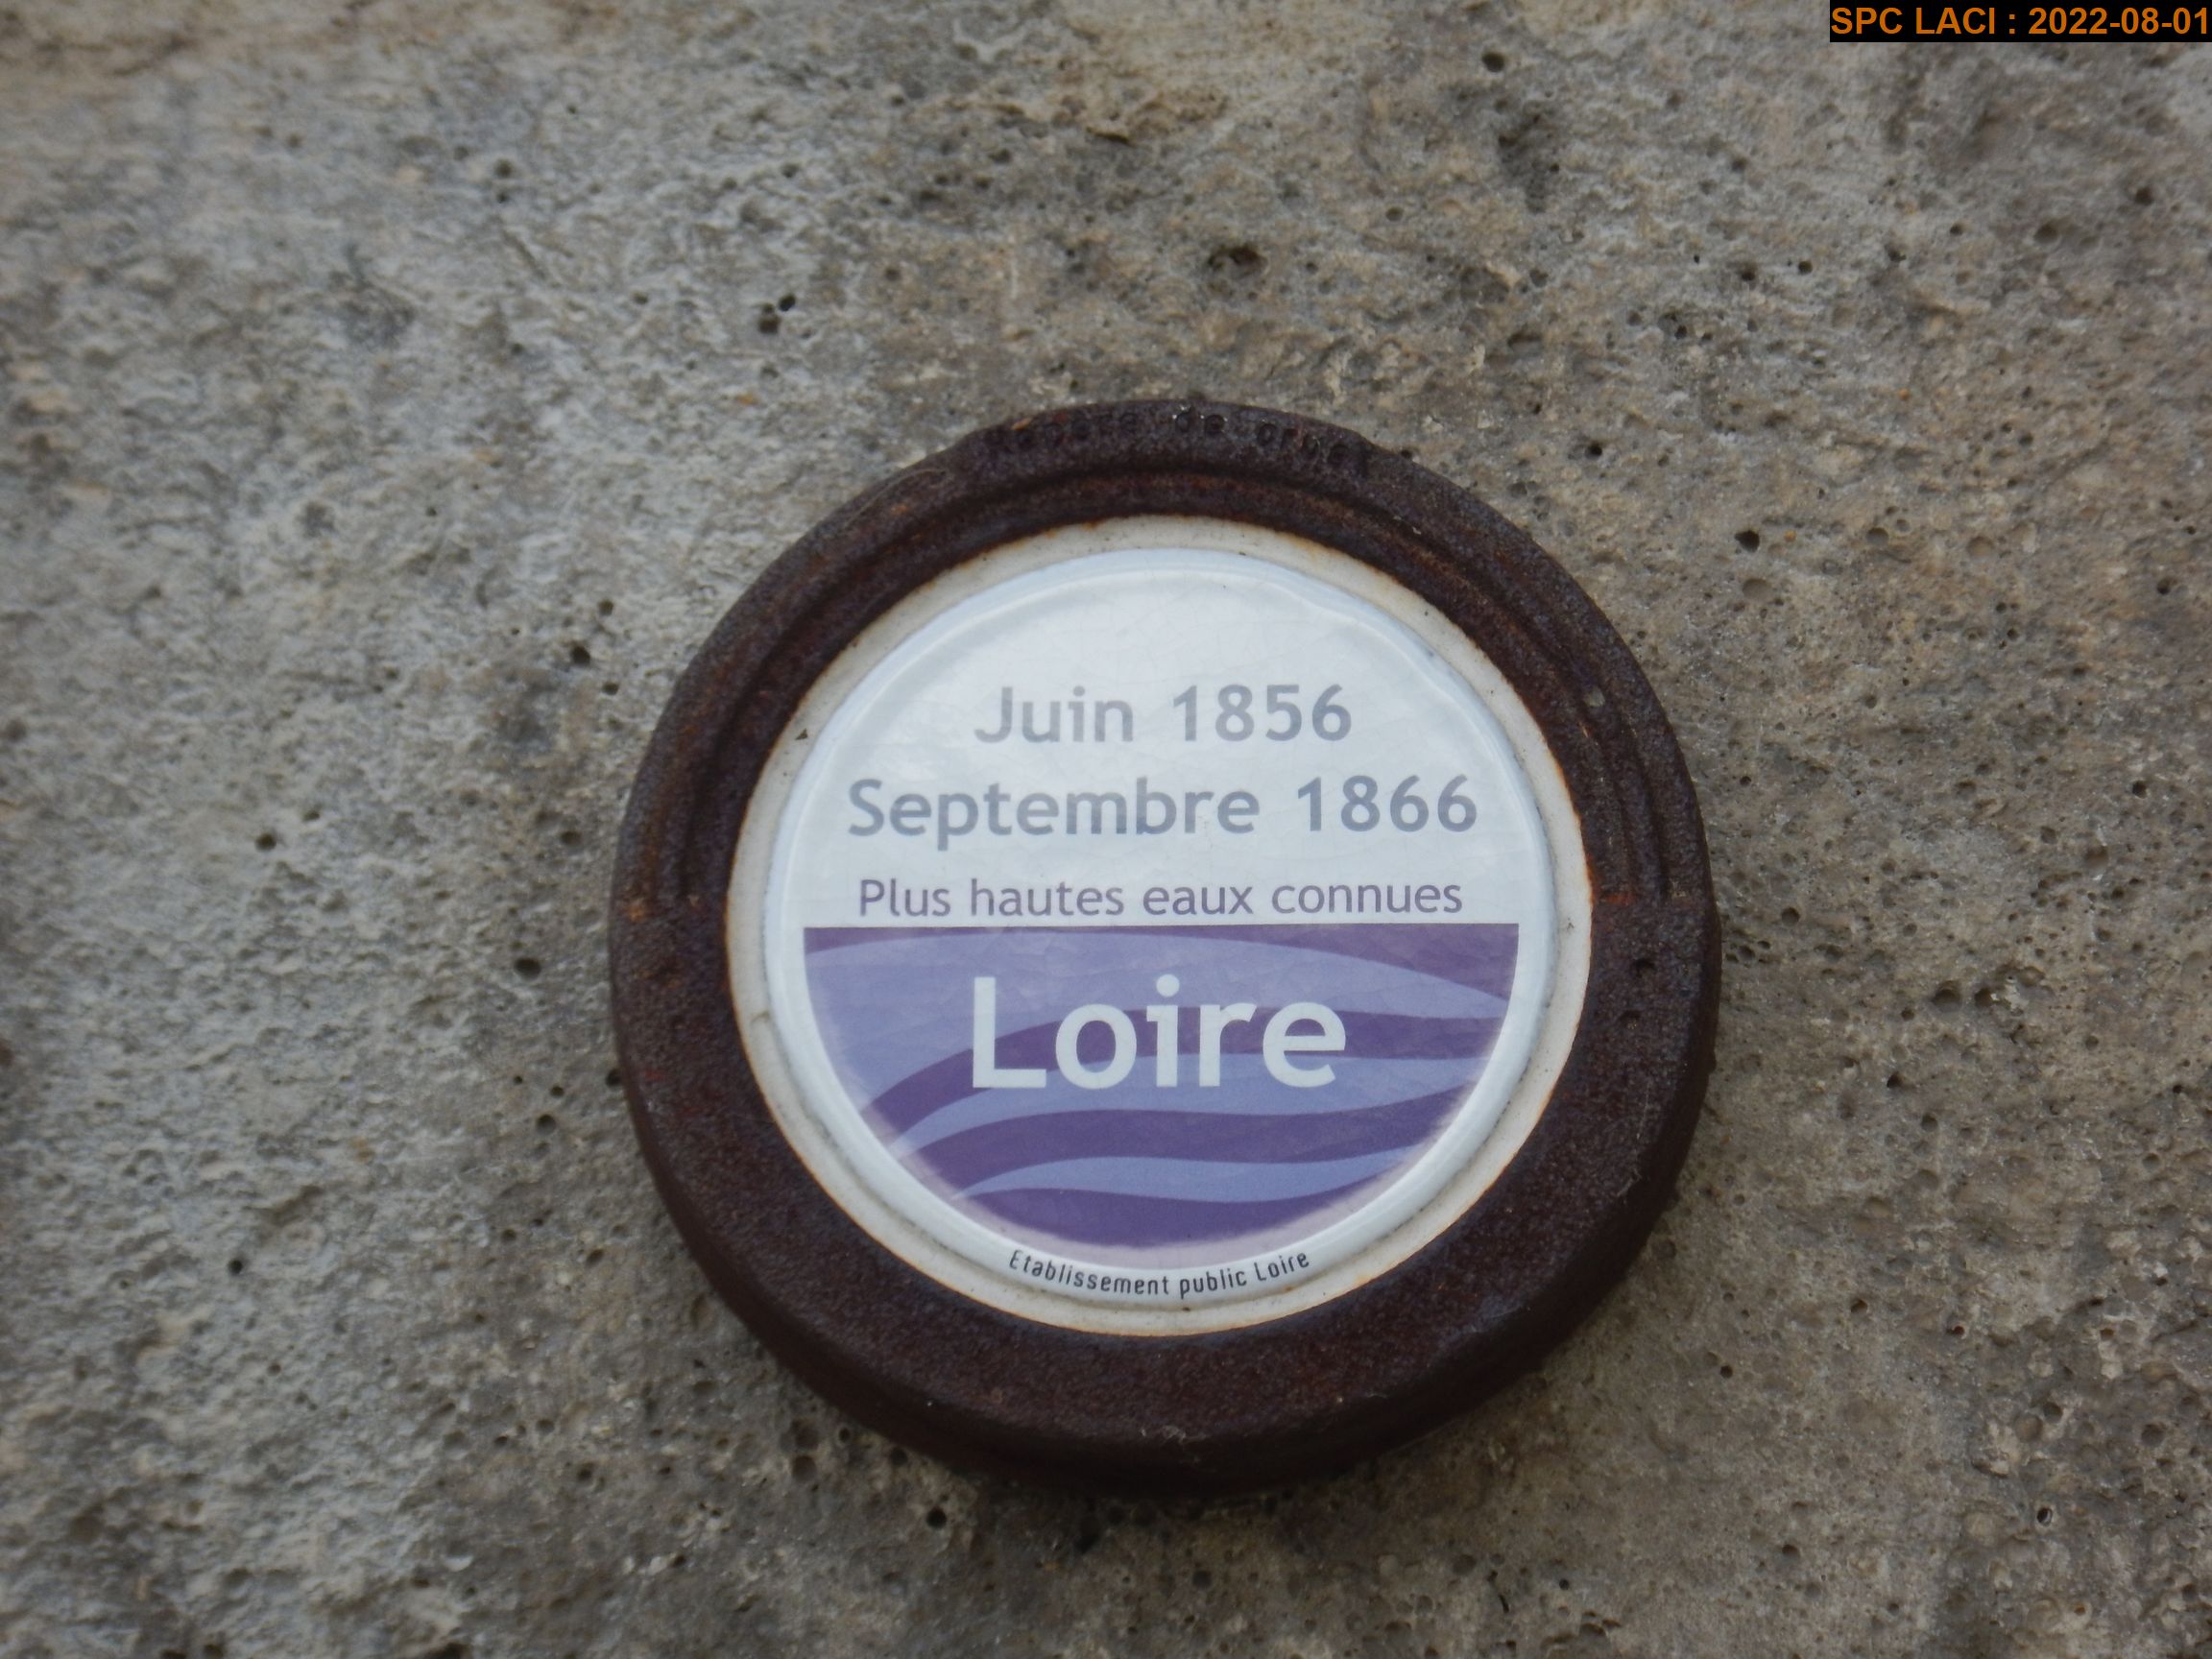 SPC LACI : 2022-08-01
Juin 1856
Septembre 1866
Plus hautes eaux connues
Loire
Etablissement public Loire